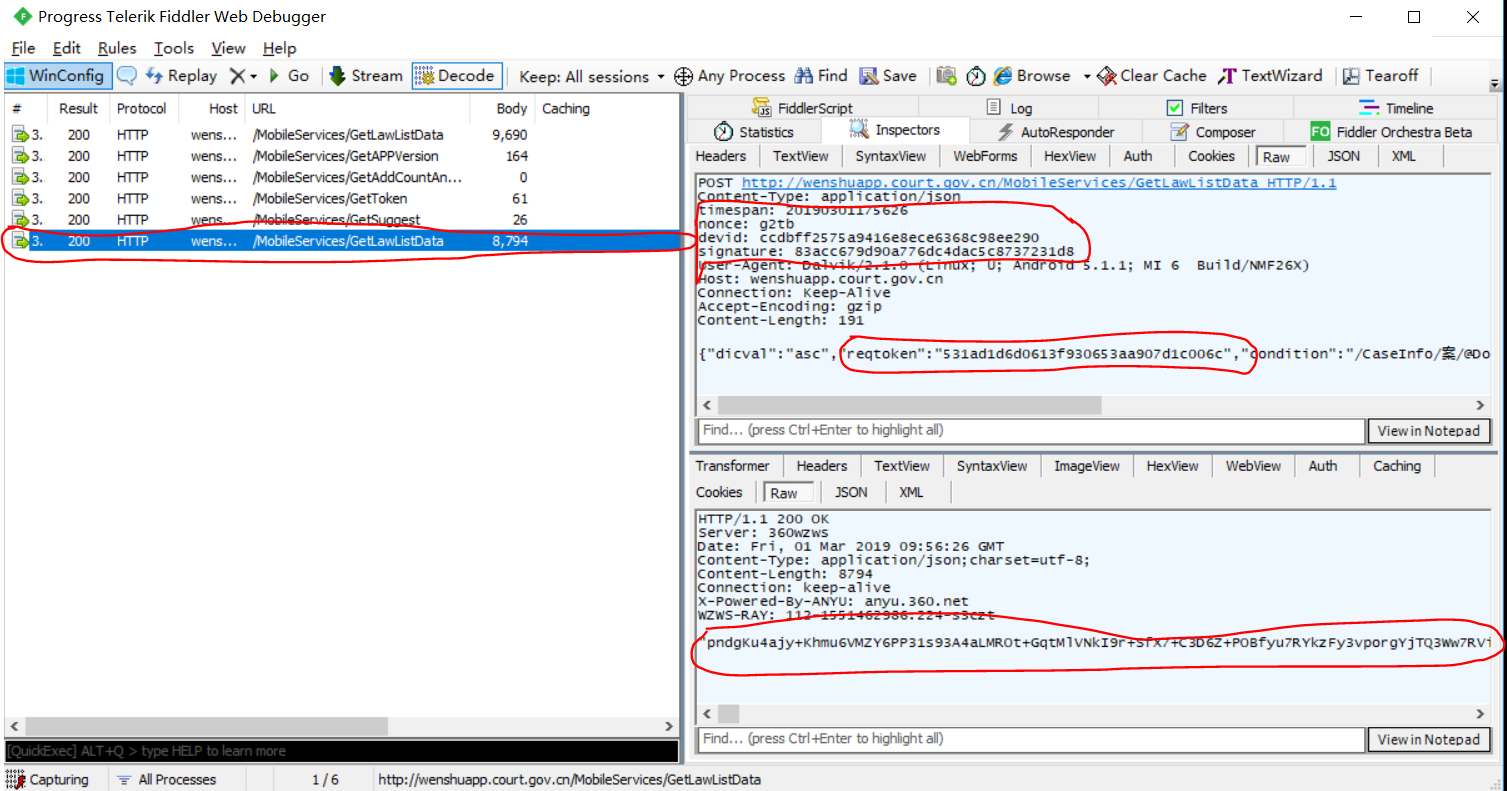 Progress Telerik Fiddler Web Debugger
File Edit Rules Tools View Help
WinConfig Replay Go Stream Decode Keep: All sessions Any Process Find Save Browse Clear Cache TextWizard Tearoff
# Result Protocol Host URL Body Caching
3. 200 HTTP wens... /MobileServices/GetLawListData 9,690
3. 200 HTTP wens... /MobileServices/GetAPPVersion 164
3. 200 HTTP wens... /MobileServices/GetAddCountAn... 0
3. 200 HTTP wens... /MobileServices/GetToken 61
3. 200 HTTP wens... /MobileServices/GetSuggest 26
3. 200 HTTP wens... /MobileServices/GetLawListData 8,794
[QuickExec] ALT+Q > type HELP to learn more
FiddlerScript Log Filters Timeline
Statistics Inspectors AutoResponder Composer FO Fiddler Orchestra Beta
Headers TextView SyntaxView WebForms HexView Auth Cookies Raw JSON XML
POST http://wenshuapp.court.gov.cn/MobileServices/GetLawListData HTTP/1.1
Content-Type: application/json
timespan: 20190301175626
nonce: g2tb
devid: ccdbff2575a9416e8ece6368c98ee290
signature: 83acc679d90a776dc4dac5c8737231d8
User-Agent: Dalvik/2.1.0 (Linux; U; Android 5.1.1; MI 6 Build/NMF26X)
Host: wenshuapp.court.gov.cn
Connection: Keep-Alive
Accept-Encoding: gzip
Content-Length: 191
{"dicval":"asc","reqtoken":"531ad1d6d0613f930653aa907d1c006c","condition":"/CaseInfo/案/@Do
Find... (press Ctrl+Enter to highlight all) View in Notepad
Transformer Headers TextView SyntaxView ImageView HexView WebView Auth Caching
Cookies Raw JSON XML
HTTP/1.1 200 OK
Server: 360wzws
Date: Fri, 01 Mar 2019 09:56:26 GMT
Content-Type: application/json;charset=utf-8;
Content-Length: 8794
Connection: keep-alive
X-Powered-By-ANYU: anyu.360.net
WZWS-RAY: 112-1551462986.224-s3czt
"pndgKu4ajy+Khmu6VMZY6PP31s93A4aLMROt+GqtMlVNkI9r+SfX7+C3D6Z+POBfyu7RYkzFy3vporgYjTQ3Ww7RVi
Find... (press Ctrl+Enter to highlight all) View in Notepad
Capturing All Processes 1 / 6 http://wenshuapp.court.gov.cn/MobileServices/GetLawListData